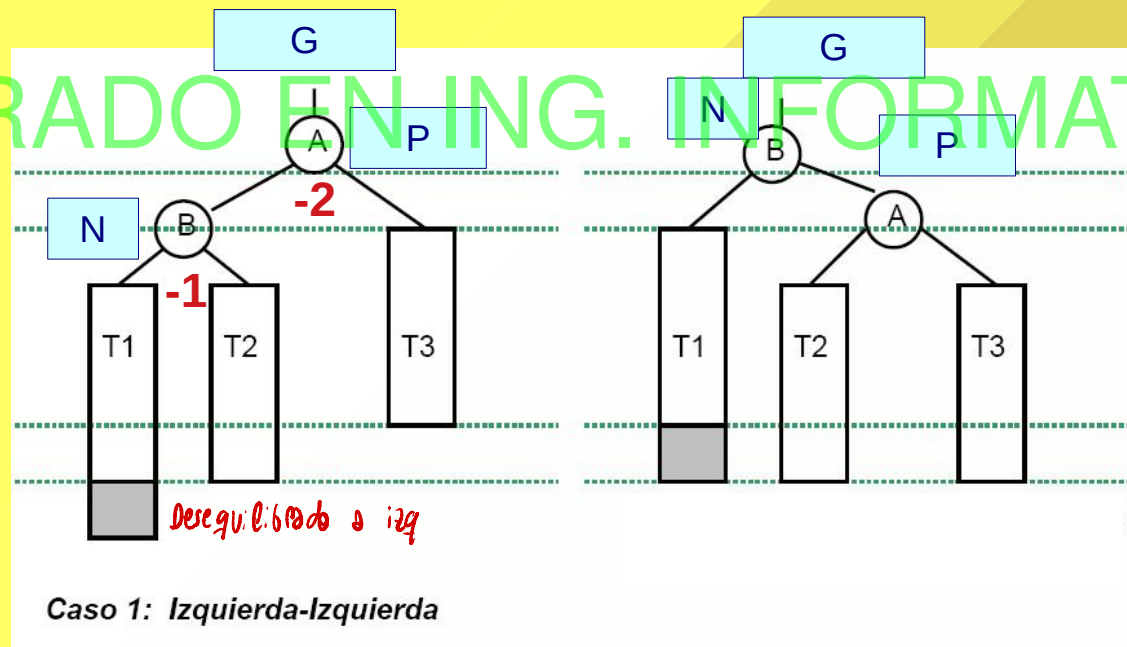 G
G
RADO EN ING. INFORMAT
N
A
P
B
P
-2
N
B
A
-1
T1
T2
T3
T1
T2
T3
Desequilibrado a izq
Caso 1: Izquierda-Izquierda